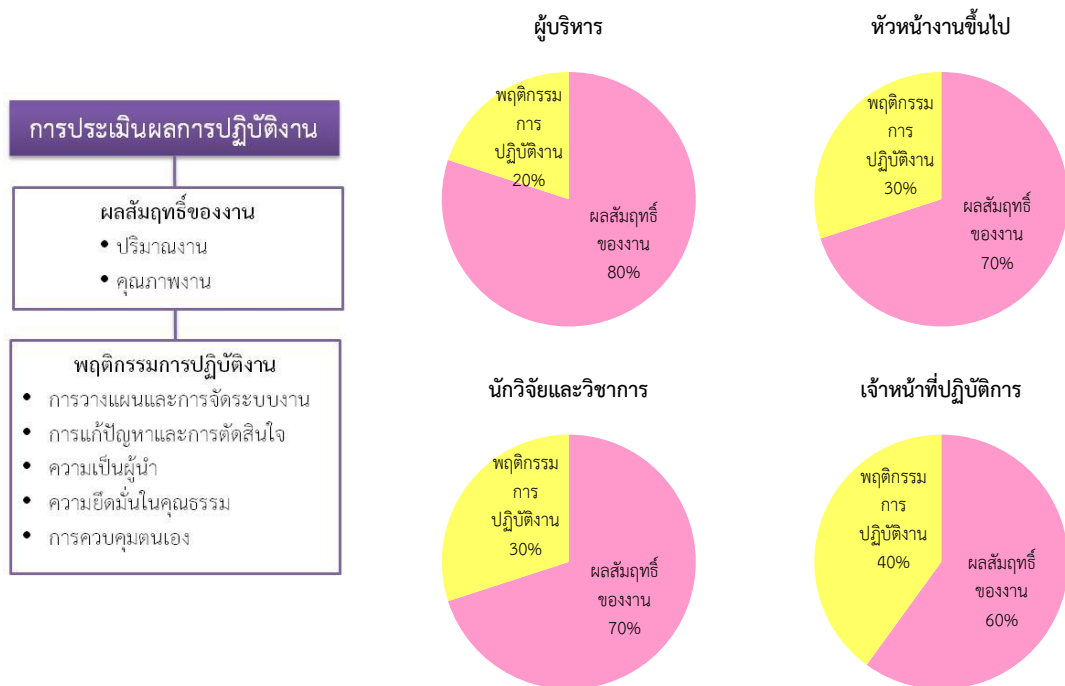 การประเมินผลการปฏิบัติงาน
ผลสัมฤทธิ์ของงาน
• ปริมาณงาน
• คุณภาพงาน
พฤติกรรมการปฏิบัติงาน
• การวางแผนและการจัดระบบงาน
• การแก้ปัญหาและการตัดสินใจ
• ความเป็นผู้นำ
• ความยึดมั่นในคุณธรรม
• การควบคุมตนเอง
ผู้บริหาร
พฤติกรรม
การ
ปฏิบัติงาน
20%
ผลสัมฤทธิ์
ของงาน
80%
หัวหน้างานขึ้นไป
พฤติกรรม
การ
ปฏิบัติงาน
30%
ผลสัมฤทธิ์
ของงาน
70%
นักวิจัยและวิชาการ
พฤติกรรม
การ
ปฏิบัติงาน
30%
ผลสัมฤทธิ์
ของงาน
70%
เจ้าหน้าที่ปฏิบัติการ
พฤติกรรม
การ
ปฏิบัติงาน
40%
ผลสัมฤทธิ์
ของงาน
60%